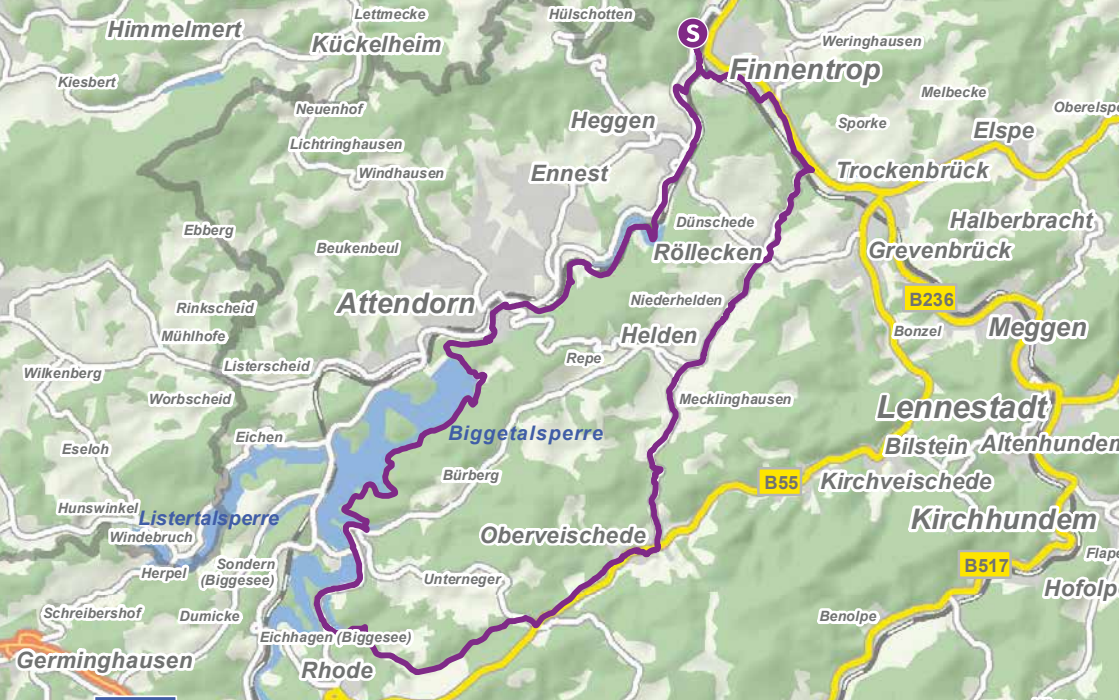 Lettmecke
Hülschotten
Himmelmert
Kückelheim
S
Weringhausen
Kiesbert
Finnentrop
Melbecke
Neuenhof
Oberelspe
Heggen
Sporke
Elspe
Lichtringhausen
Windhausen
Ennest
Trockenbrück
Ebberg
Dünschede
Halberbracht
Beukenbeul
Röllecken
Grevenbrück
Rinkscheid
Attendorn
Niederhelden
B236
Mühlhofe
Helden
Bonzel
Meggen
Listerscheid
Repe
Wilkenberg
Worbscheid
Mecklinghausen
Lennestadt
Eichen
Biggetalsperre
Eseloh
Bilstein
Altenhunden
Bürberg
B55
Kirchveischede
Hunswinkel
Listertalsperre
Windebruch
Oberveischede
Kirchhundem
Herpel
Sondern
(Biggesee)
Unterneger
B517
Flape
Hofolp
Schreibershof
Dumicke
Benolpe
Eichhagen (Biggesee)
Germinghausen
Rhode